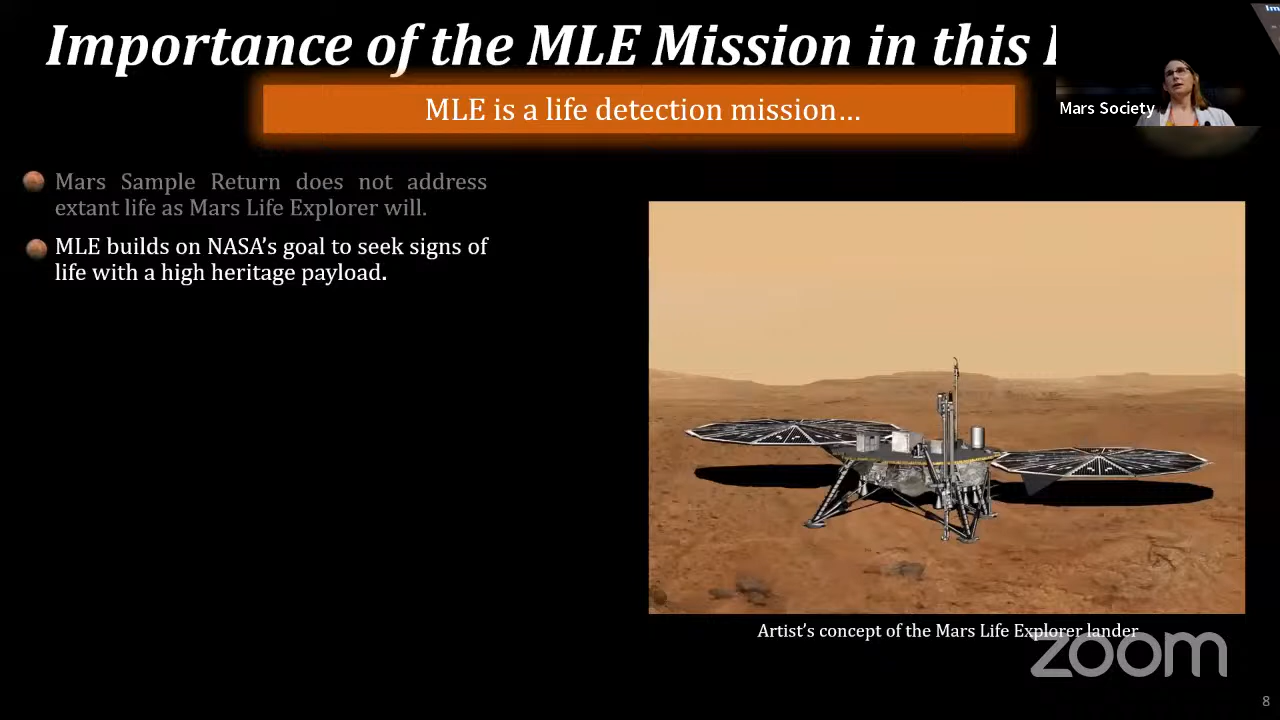 Importance of the MLE Mission in this
MLE is a life detection mission...
Mars Society
Mars Sample Return does not address
extant life as Mars Life Explorer will.
MLE builds on NASA's goal to seek signs of
life with a high heritage payload.
Artist's concept of the Mars Life Explorer lander
zoom
8